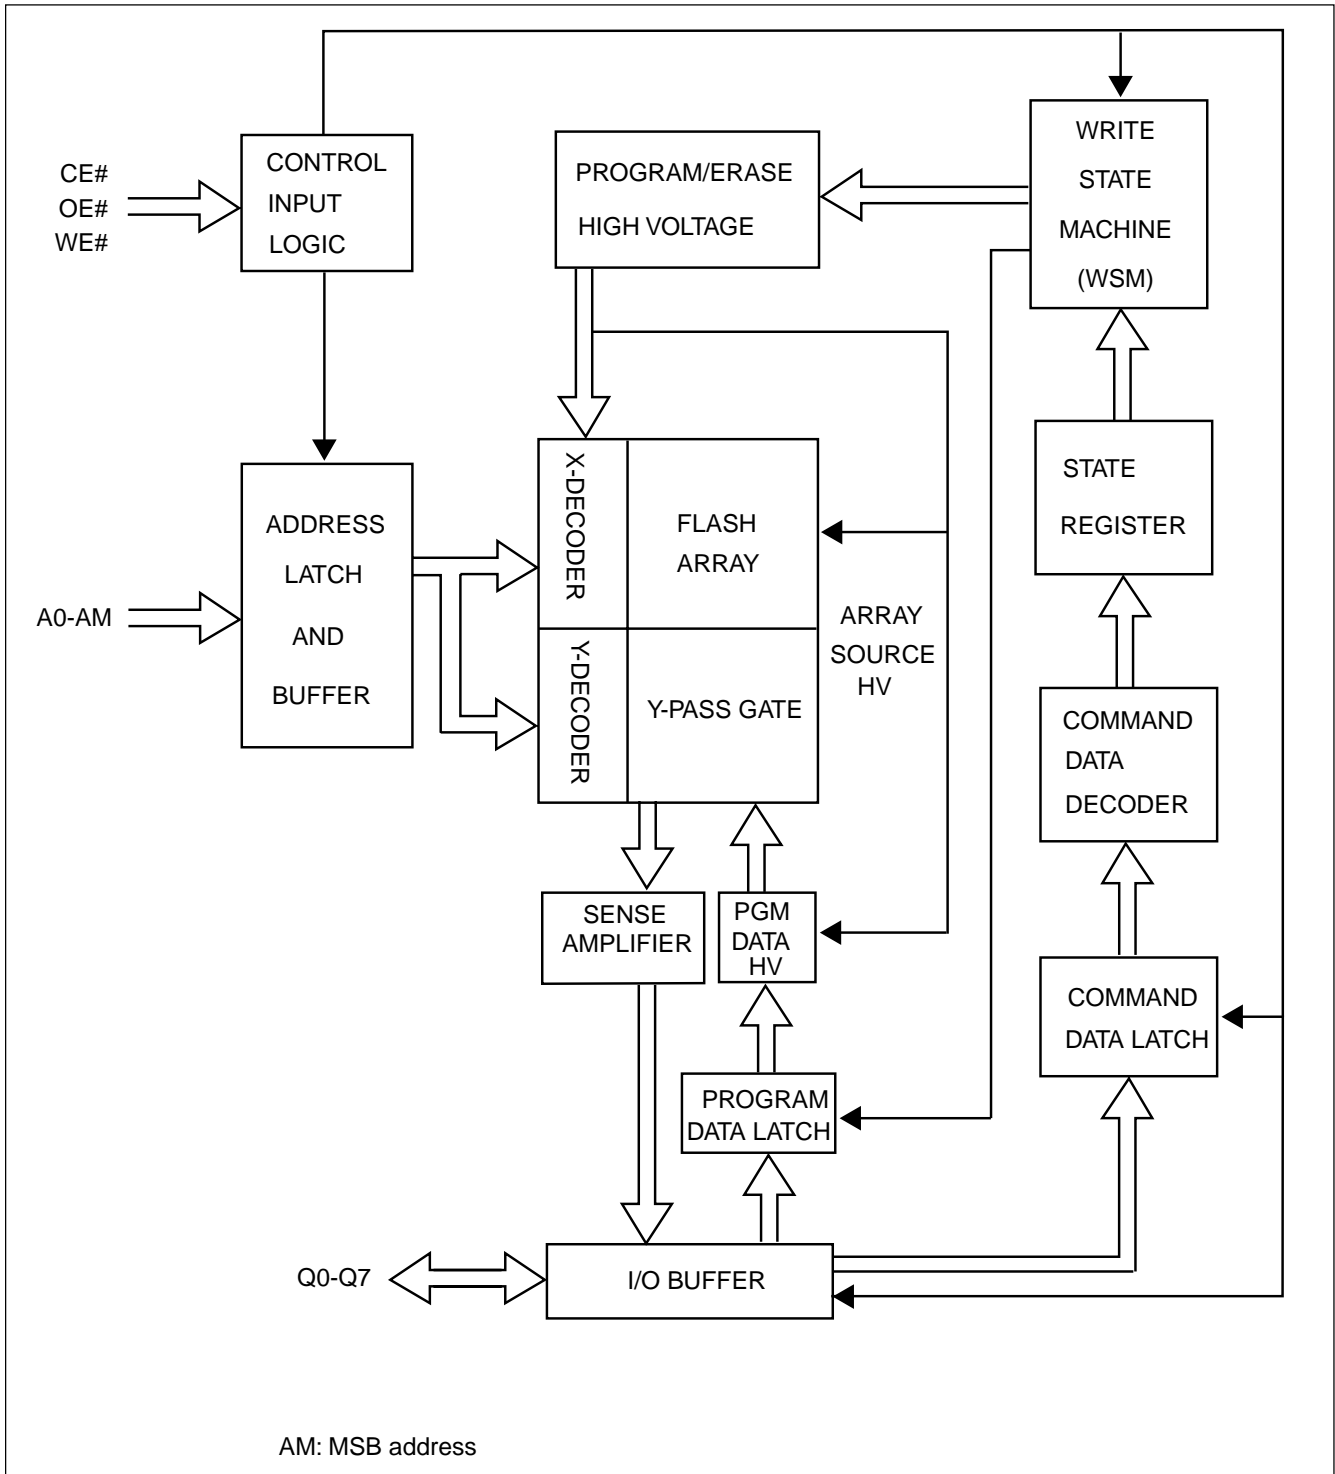 CE#
OE#
WE#
CONTROL
INPUT
LOGIC
PROGRAM/ERASE
HIGH VOLTAGE
WRITE
STATE
MACHINE
(WSM)
STATE
REGISTER
A0-AM
ADDRESS
LATCH
AND
BUFFER
X-DECODER
FLASH
ARRAY
Y-DECODER
Y-PASS GATE
ARRAY
SOURCE
HV
COMMAND
DATA
DECODER
SENSE
AMPLIFIER
PGM
DATA
HV
COMMAND
DATA LATCH
PROGRAM
DATA LATCH
Q0-Q7
I/O BUFFER
AM: MSB address